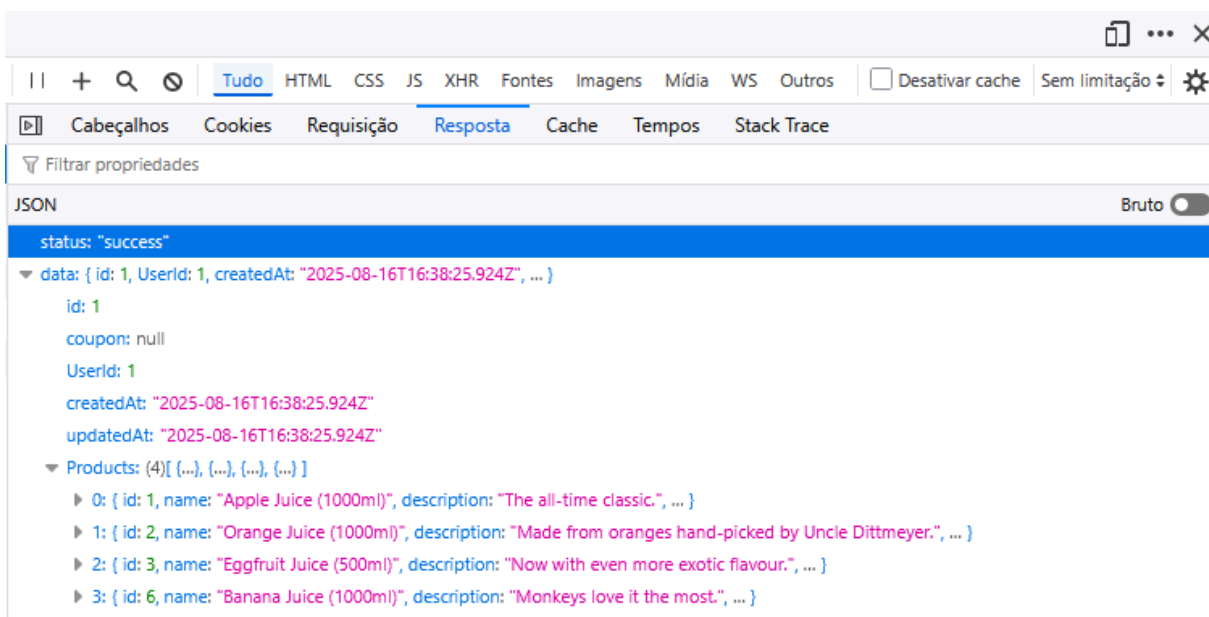 Tudo HTML CSS JS XHR Fontes Imagens Mídia WS Outros Desativar cache Sem limitação
Cabeçalhos Cookies Requisição Resposta Cache Tempos Stack Trace
Filtrar propriedades
JSON Bruto
status: "success"
data: { id: 1, UserId: 1, createdAt: "2025-08-16T16:38:25.924Z", ... }
id: 1
coupon: null
UserId: 1
createdAt: "2025-08-16T16:38:25.924Z"
updatedAt: "2025-08-16T16:38:25.924Z"
Products: (4)[ {...}, {...}, {...}, {...} ]
0: { id: 1, name: "Apple Juice (1000ml)", description: "The all-time classic.", ... }
1: { id: 2, name: "Orange Juice (1000ml)", description: "Made from oranges hand-picked by Uncle Dittmeyer.", ... }
2: { id: 3, name: "Eggfruit Juice (500ml)", description: "Now with even more exotic flavour.", ... }
3: { id: 6, name: "Banana Juice (1000ml)", description: "Monkeys love it the most.", ... }